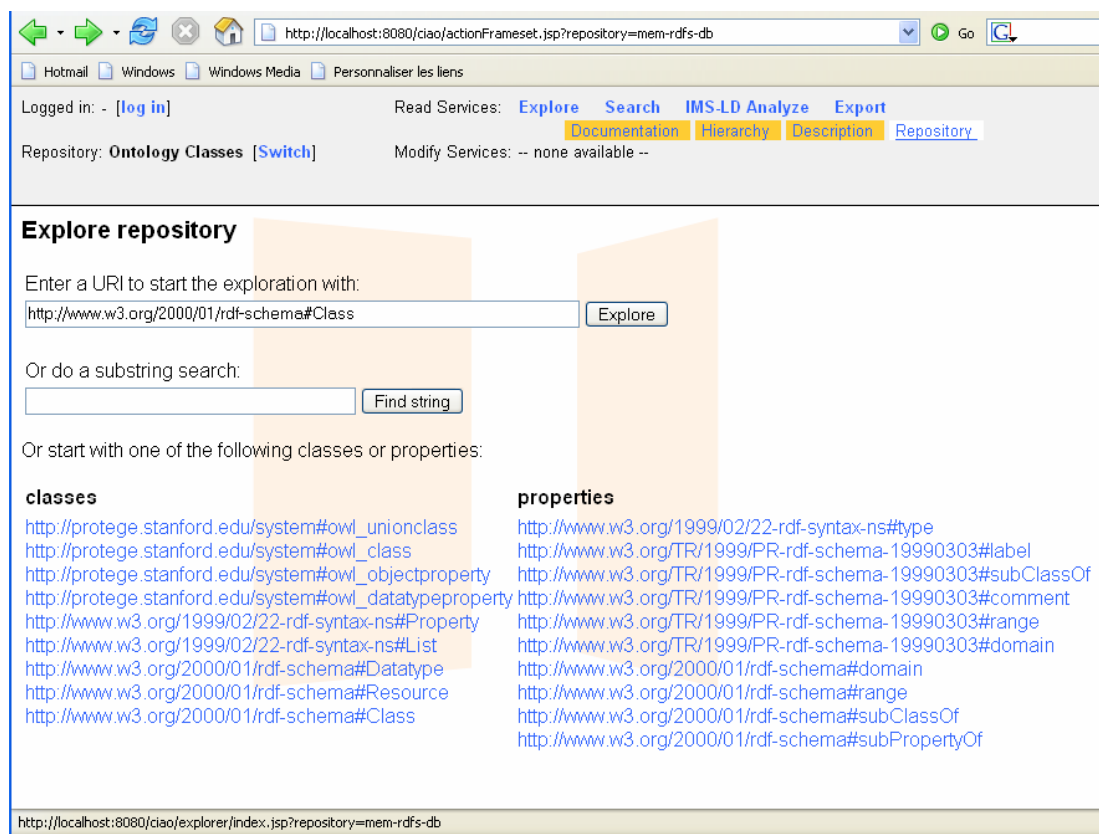 http://localhost:8080/ciao/actionFrameset.jsp?repository=mem-rdfs-db Go G
Hotmail Windows Windows Media Personnaliser les liens
Logged in: - [log in] Read Services: Explore Search IMS-LD Analyze Export
Documentation Hierarchy Description Repository
Repository: Ontology Classes [Switch] Modify Services: -- none available --
Explore repository
Enter a URI to start the exploration with:
http://www.w3.org/2000/01/rdf-schema#Class Explore
Or do a substring search:
Find string
Or start with one of the following classes or properties:
classes properties
http://protege.stanford.edu/system#owl_unionclass http://www.w3.org/1999/02/22-rdf-syntax-ns#type
http://protege.stanford.edu/system#owl_class http://www.w3.org/TR/1999/PR-rdf-schema-19990303#label
http://protege.stanford.edu/system#owl_objectproperty http://www.w3.org/TR/1999/PR-rdf-schema-19990303#subClassOf
http://protege.stanford.edu/system#owl_datatypeproperty http://www.w3.org/TR/1999/PR-rdf-schema-19990303#comment
http://www.w3.org/1999/02/22-rdf-syntax-ns#Property http://www.w3.org/TR/1999/PR-rdf-schema-19990303#range
http://www.w3.org/1999/02/22-rdf-syntax-ns#List http://www.w3.org/TR/1999/PR-rdf-schema-19990303#domain
http://www.w3.org/2000/01/rdf-schema#Datatype http://www.w3.org/2000/01/rdf-schema#domain
http://www.w3.org/2000/01/rdf-schema#Resource http://www.w3.org/2000/01/rdf-schema#range
http://www.w3.org/2000/01/rdf-schema#Class http://www.w3.org/2000/01/rdf-schema#subClassOf
http://www.w3.org/2000/01/rdf-schema#subPropertyOf
http://localhost:8080/ciao/explorer/index.jsp?repository=mem-rdfs-db